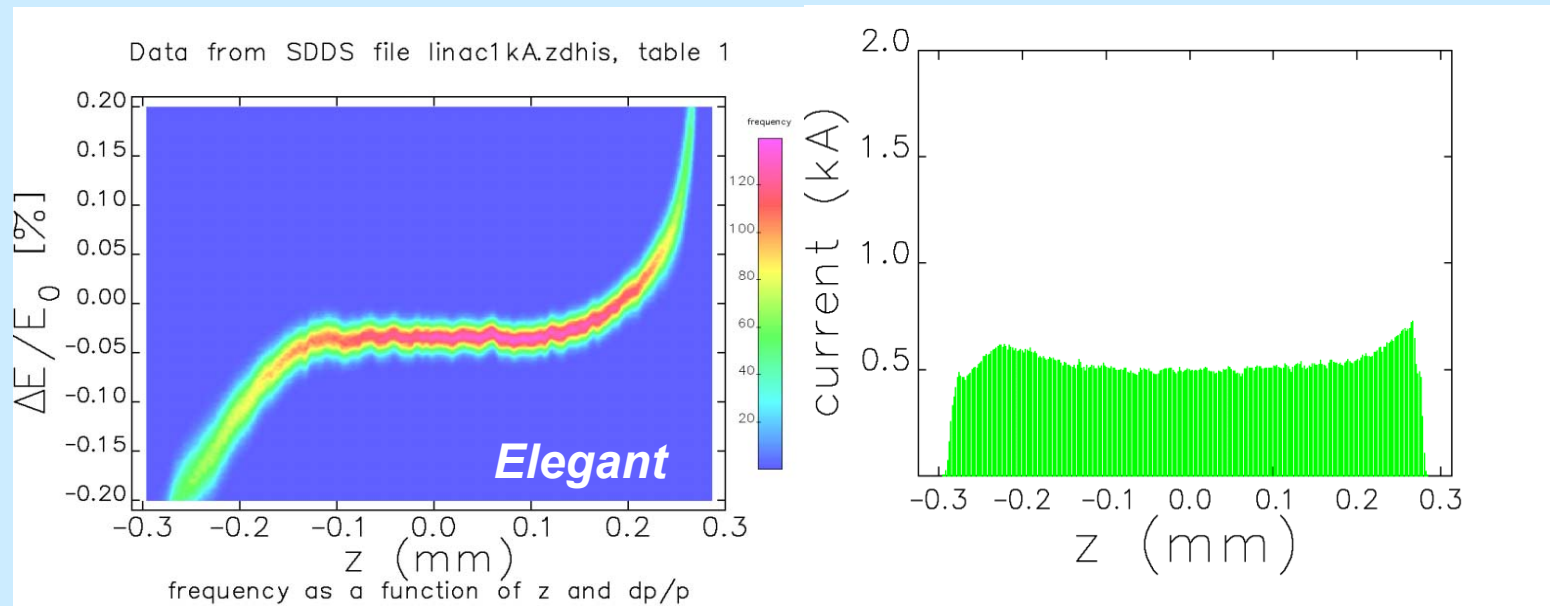 Data from SDDS file linac1kA.zdhis, table 1
ΔE/E₀ [%]
0.20
0.15
0.10
0.05
0.00
−0.05
−0.10
−0.15
−0.20
−0.3 −0.2 −0.1 0.0 0.1 0.2 0.3
z (mm)
frequency as a function of z and dp/p
Elegant
frequency
120
100
80
60
40
20
current (kA)
2.0
1.5
1.0
0.5
−0.3 −0.2 −0.1 0.0 0.1 0.2 0.3
z (mm)